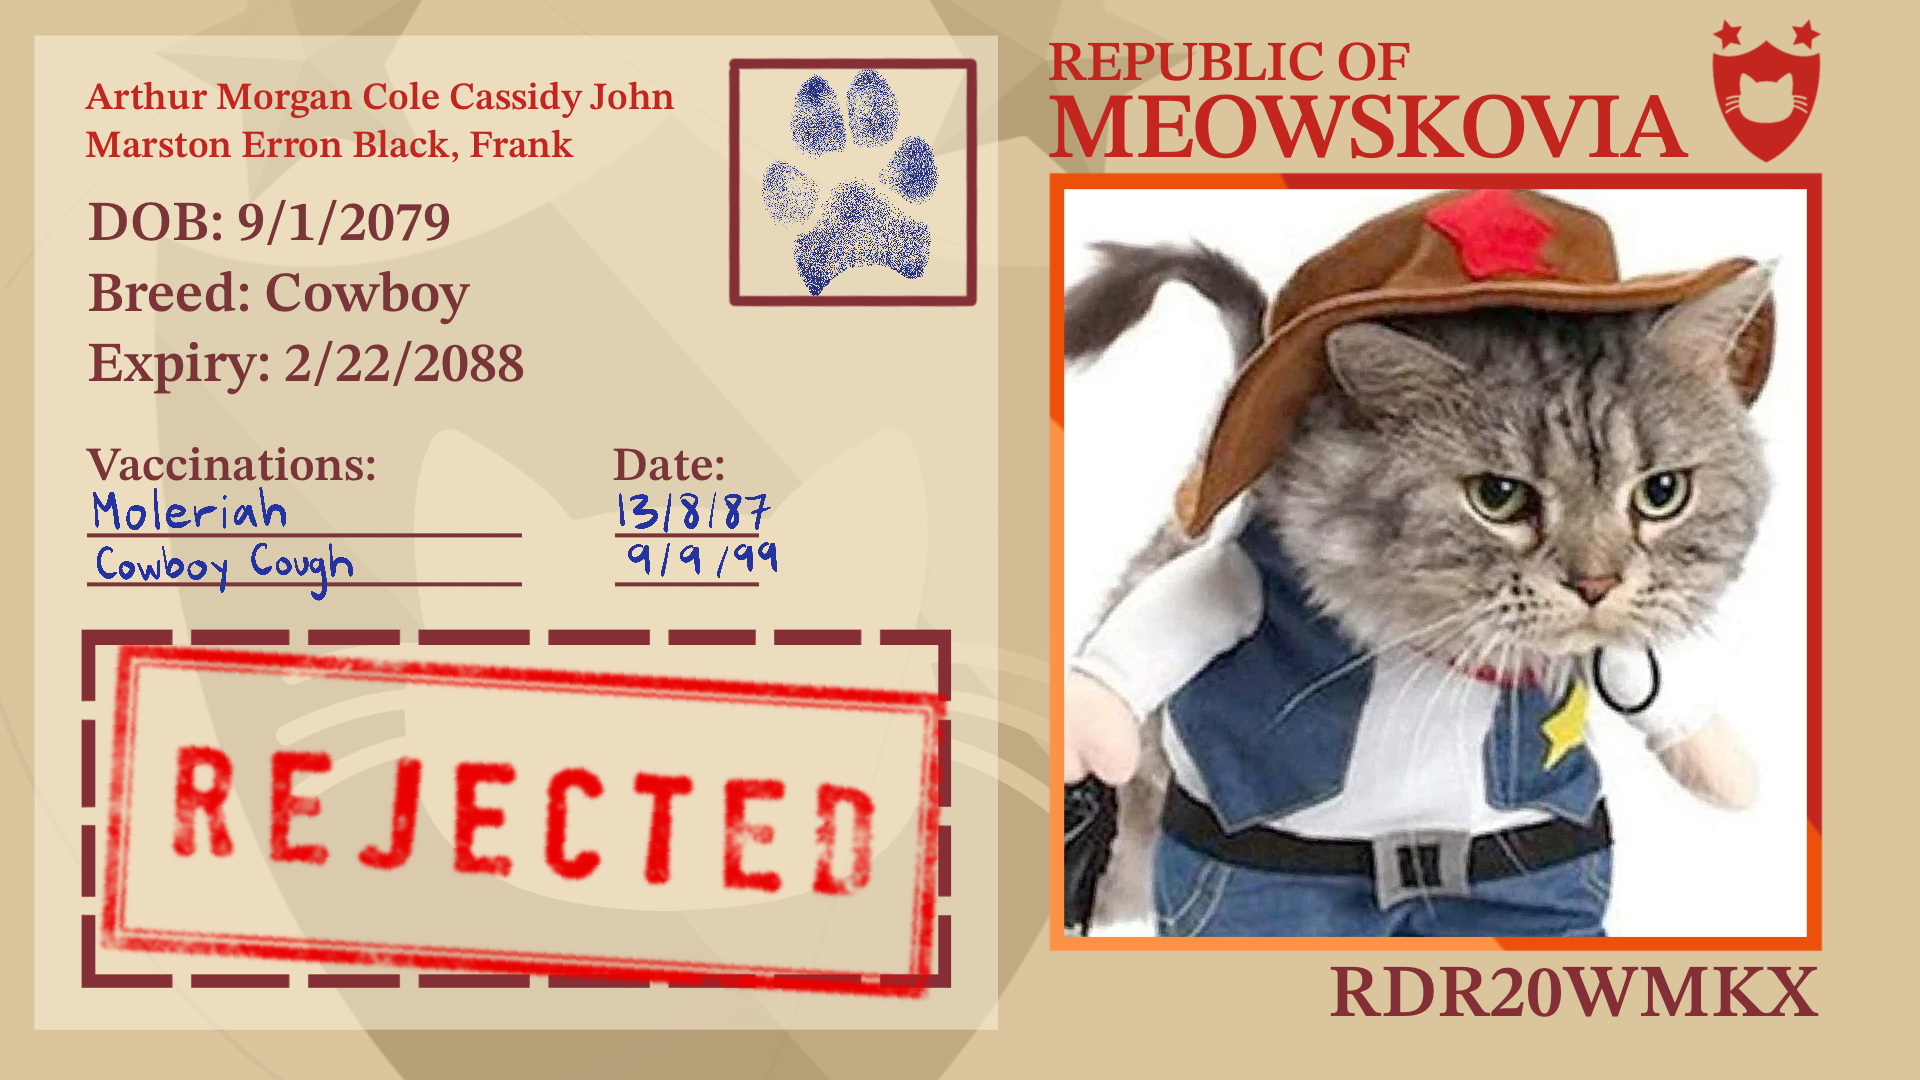 Arthur Morgan Cole Cassidy John
Marston Erron Black, Frank
DOB: 9/1/2079
Breed: Cowboy
Expiry: 2/22/2088
Vaccinations: Date:
Moleriah 13/8/87
Cowboy Cough 9/9/99
REJECTED
REPUBLIC OF
MEOWSKOVIA
RDR20WMKX